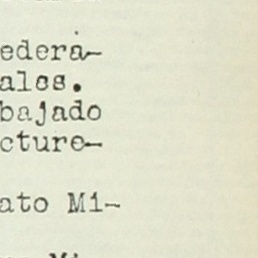 edera-
ales.
bajado
cture-
ato Mi-